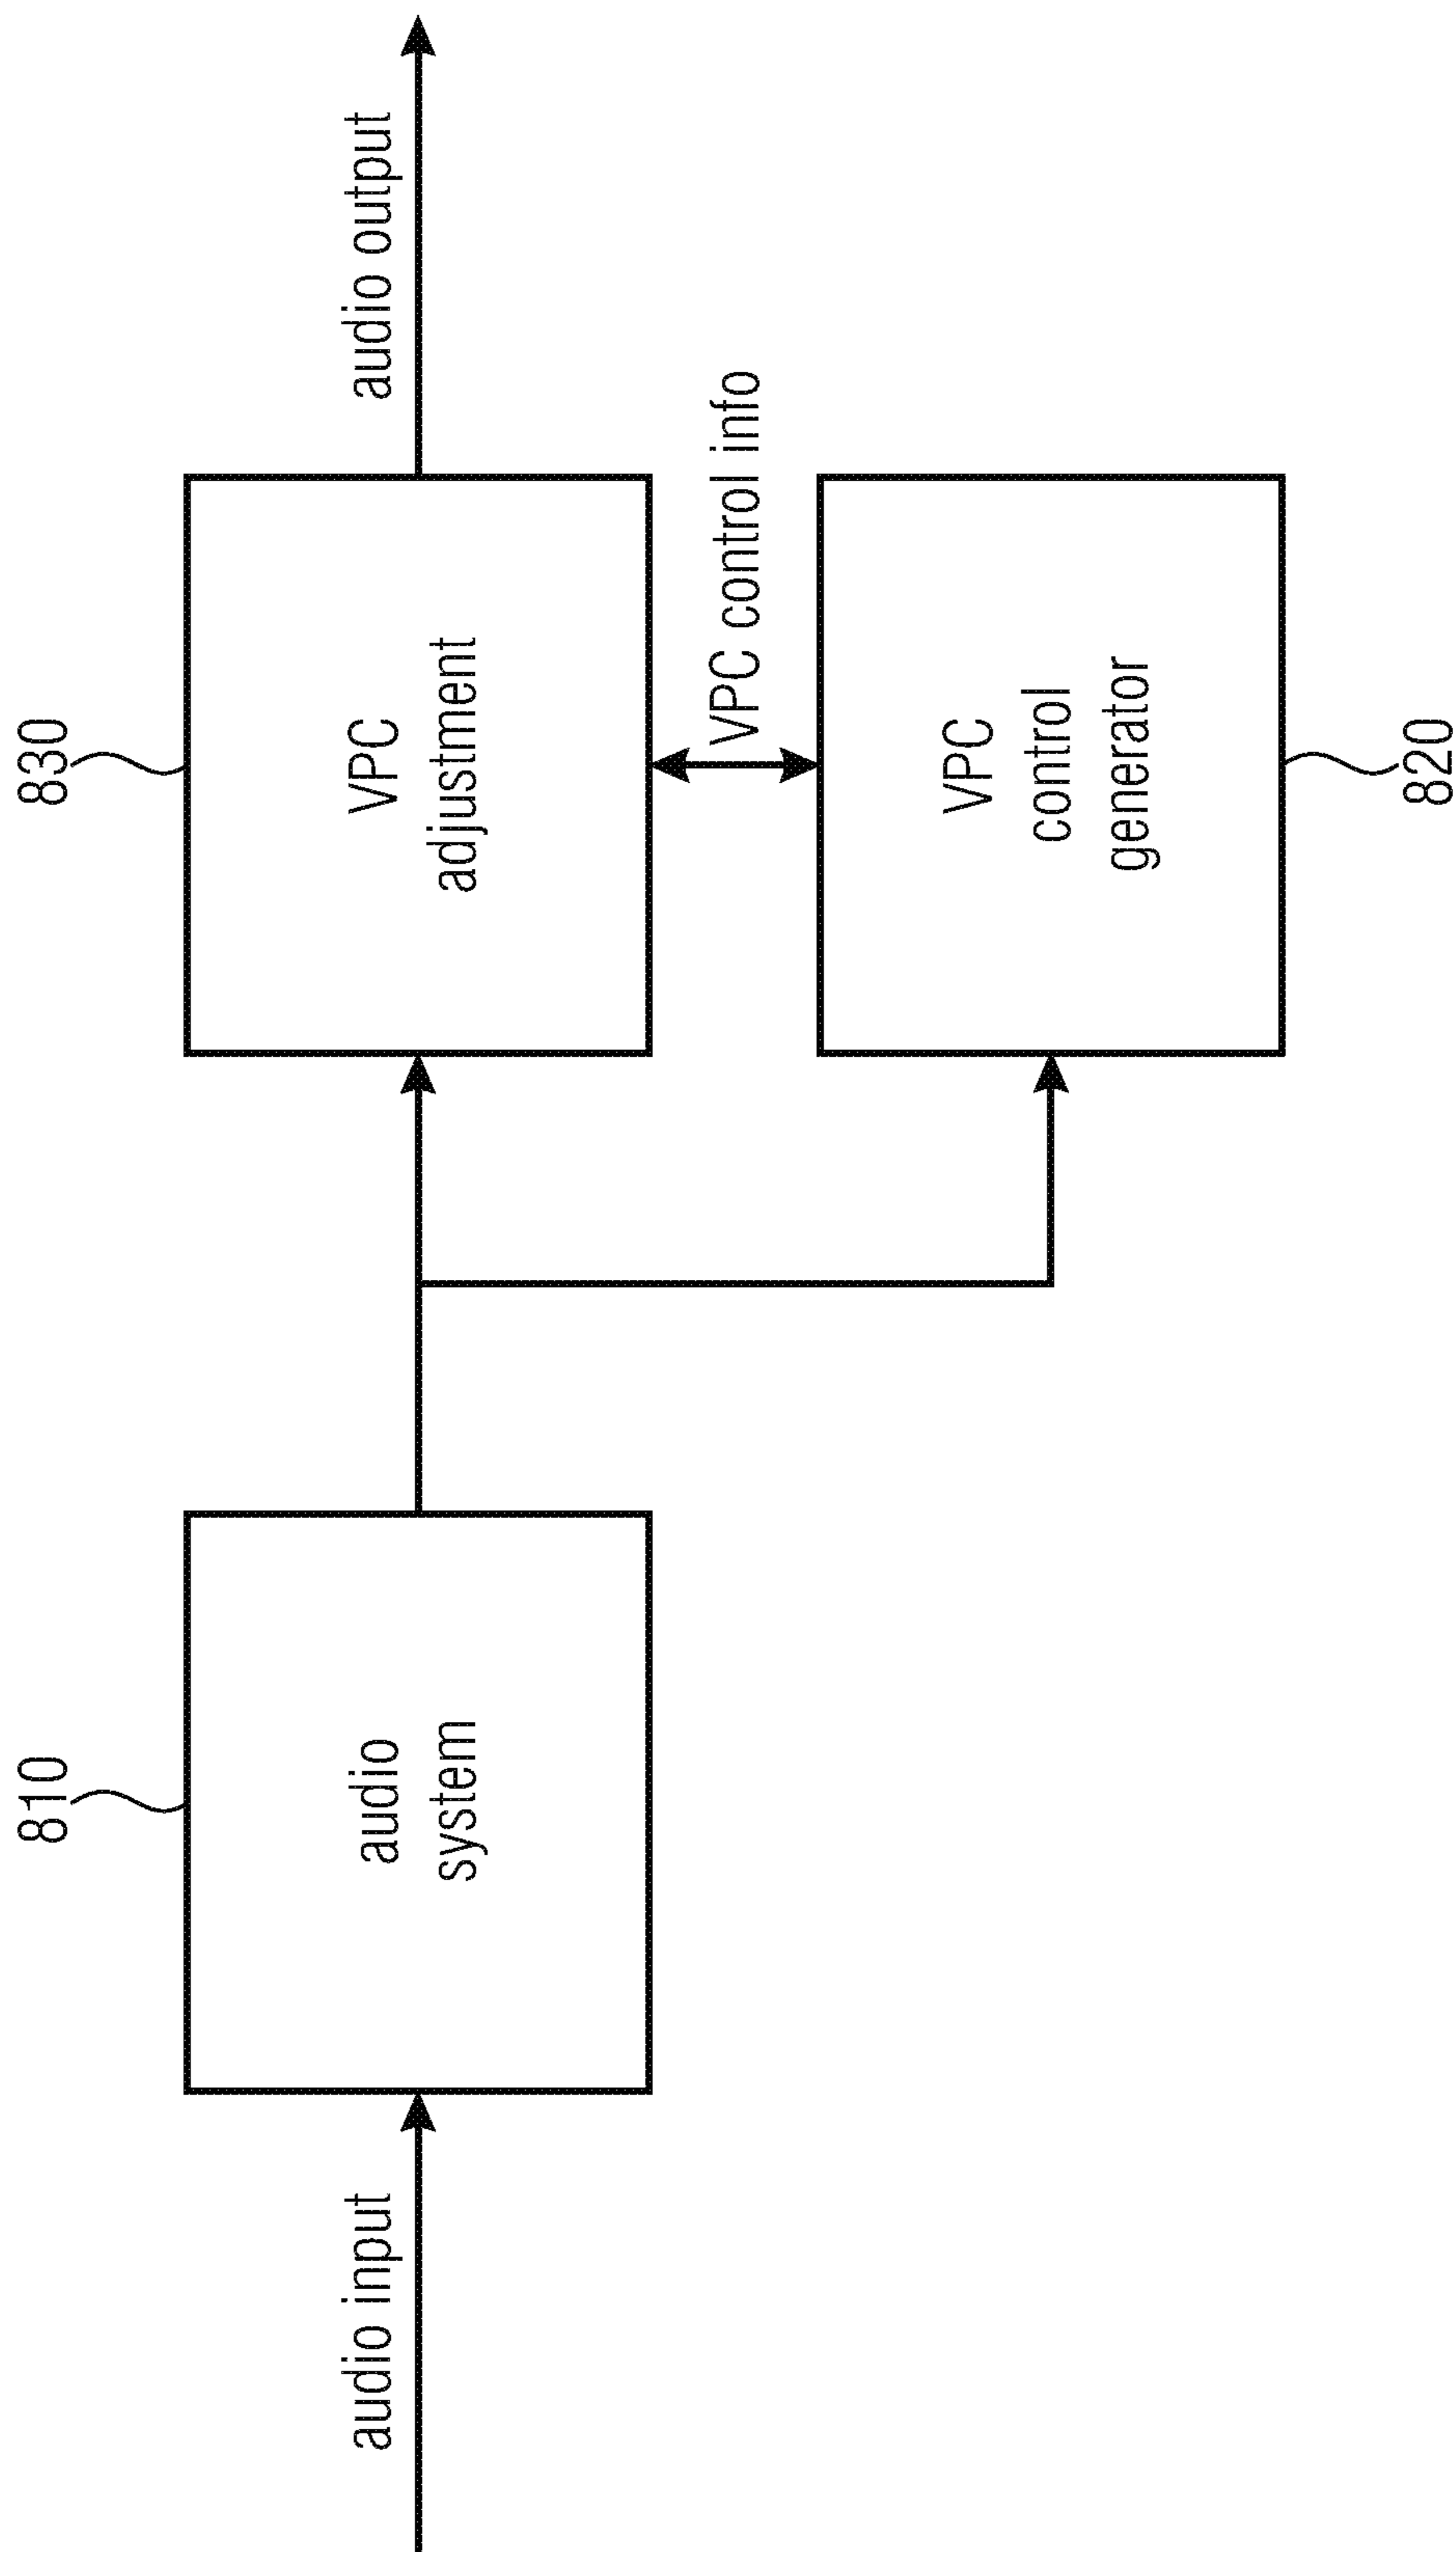 810
830
audio input
audio
system
VPC
adjustment
audio output
VPC control info
VPC
control
generator
820